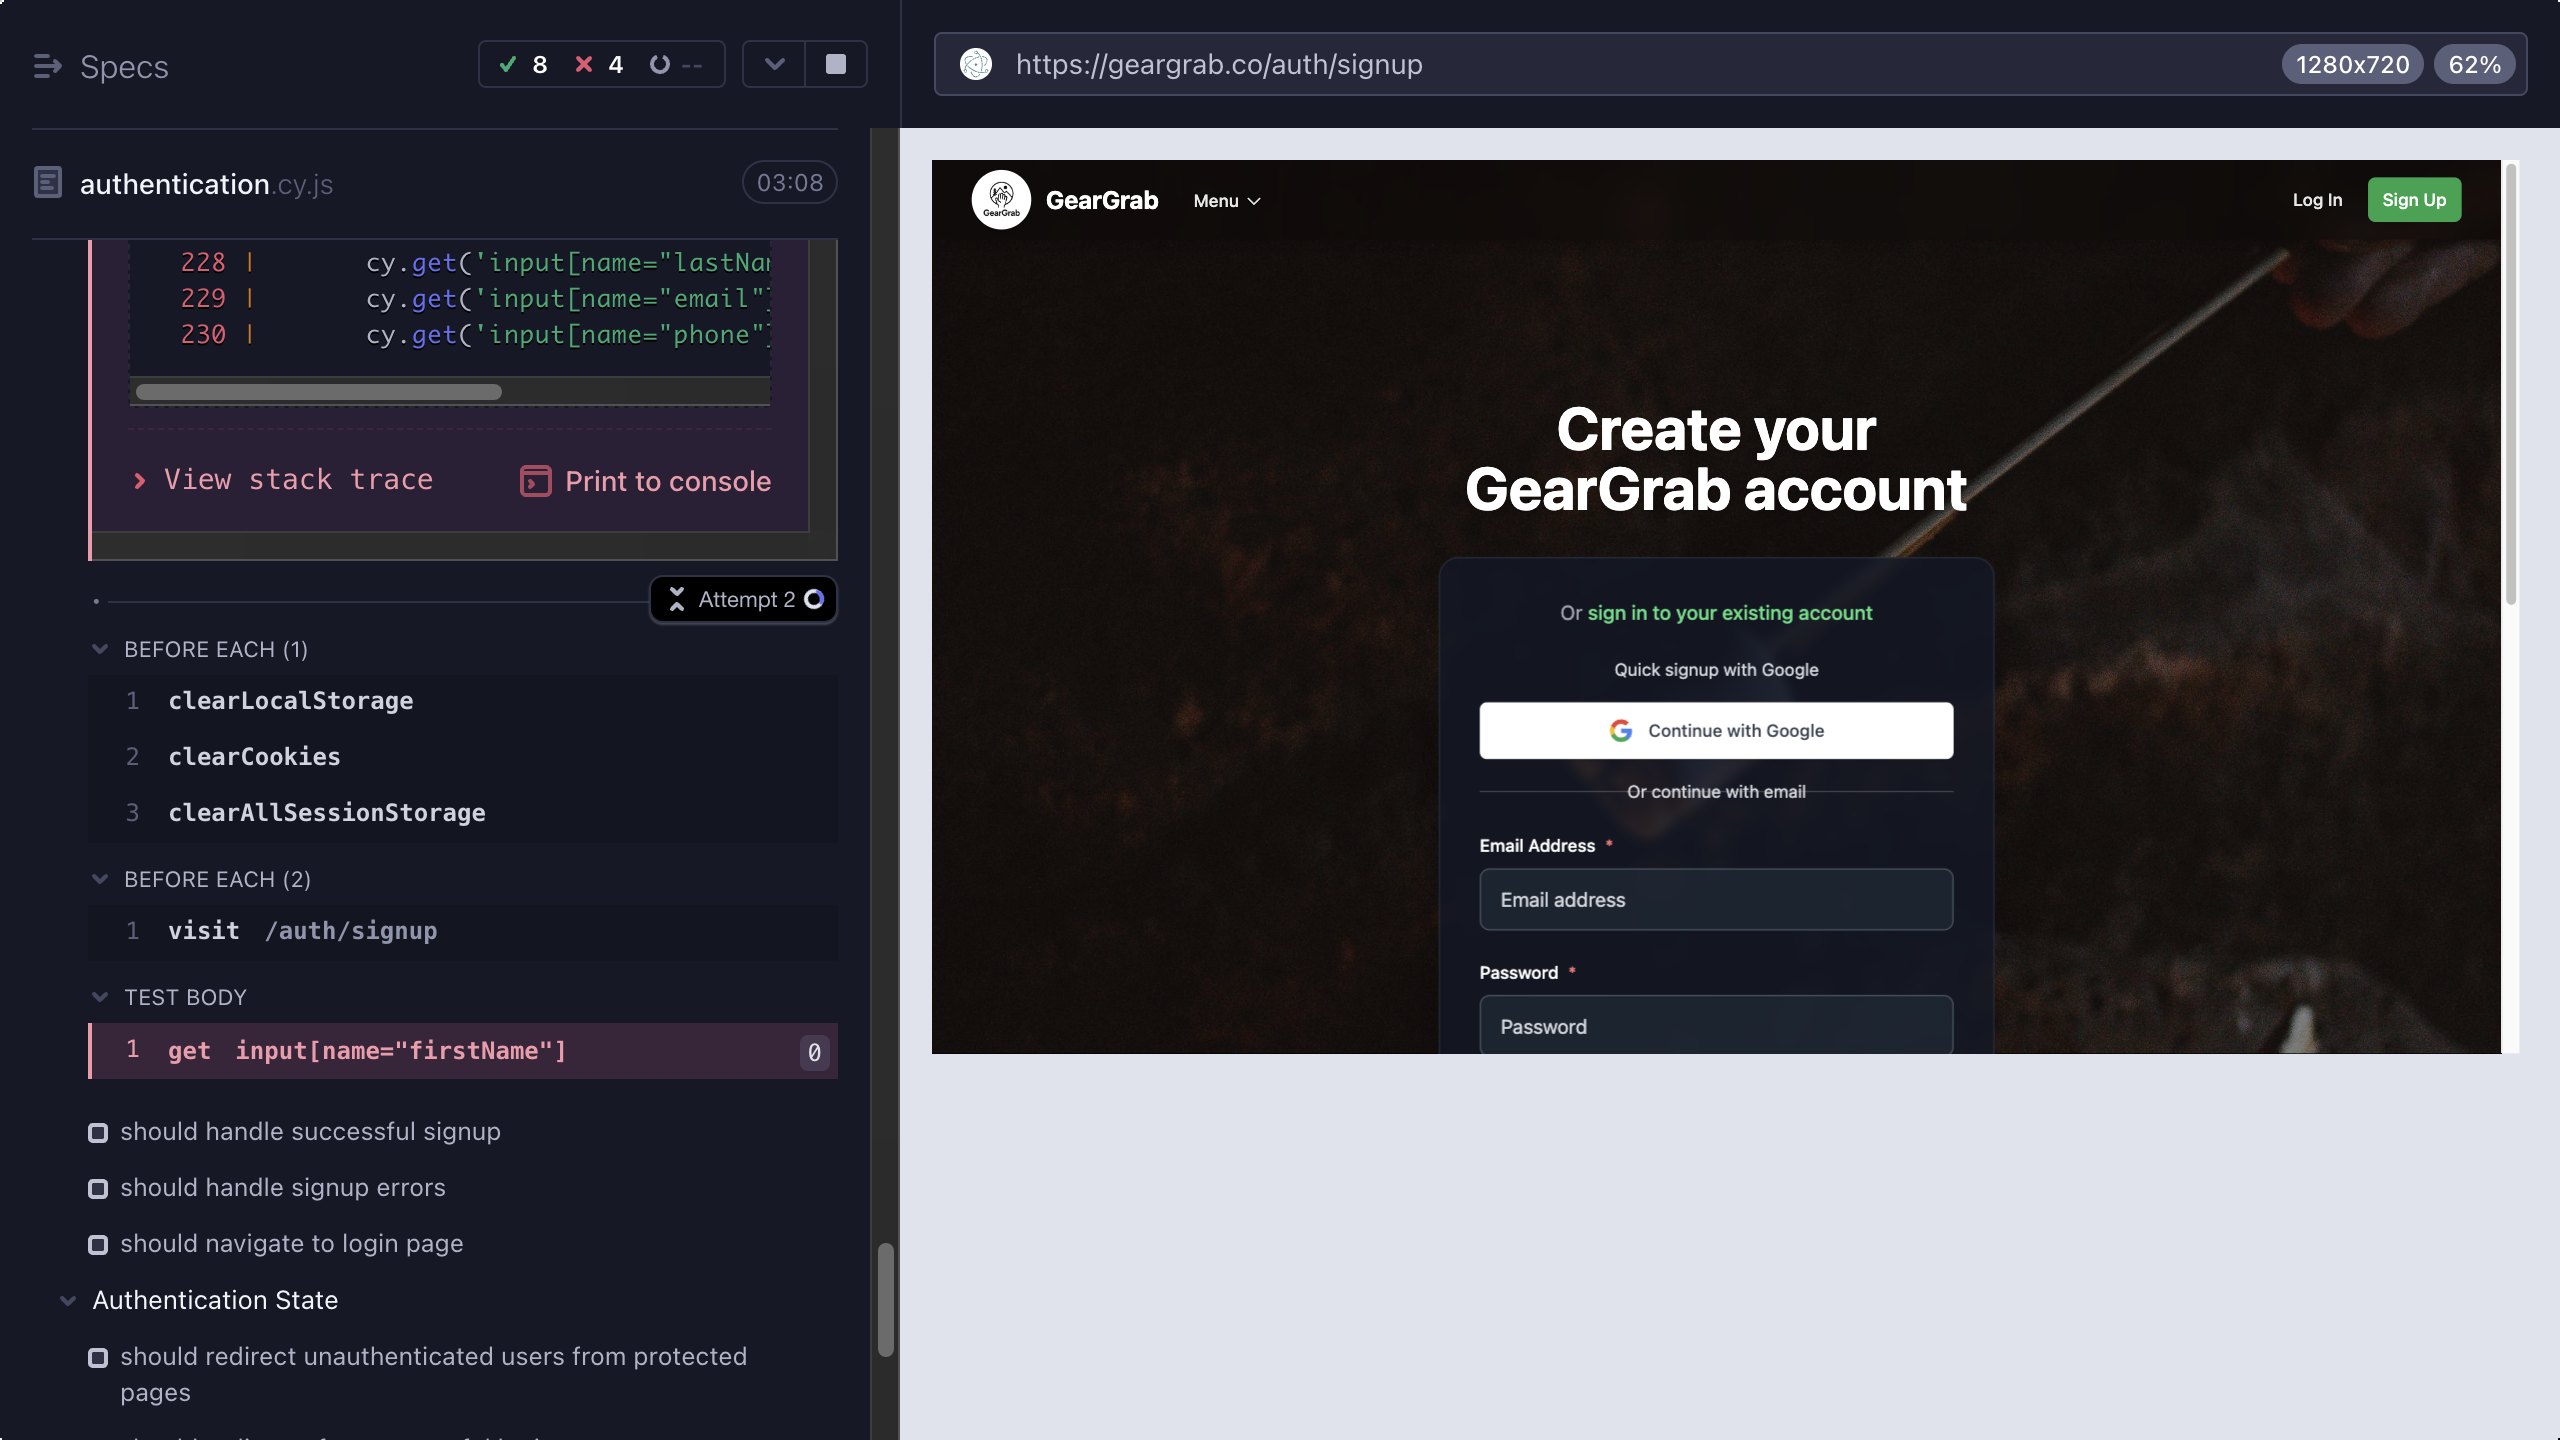 Specs
8 4 --
authentication.cy.js
03:08
228 | cy.get('input[name="lastNa
229 | cy.get('input[name="email"]
230 | cy.get('input[name="phone"]
View stack trace
Print to console
Attempt 2
BEFORE EACH (1)
1 clearLocalStorage
2 clearCookies
3 clearAllSessionStorage
BEFORE EACH (2)
1 visit /auth/signup
TEST BODY
1 get input[name="firstName"] 0
should handle successful signup
should handle signup errors
should navigate to login page
Authentication State
should redirect unauthenticated users from protected
pages
https://geargrab.co/auth/signup
1280x720
62%
GearGrab
GearGrab
Menu
Log In
Sign Up
Create your
GearGrab account
Or sign in to your existing account
Quick signup with Google
Continue with Google
Or continue with email
Email Address *
Email address
Password *
Password